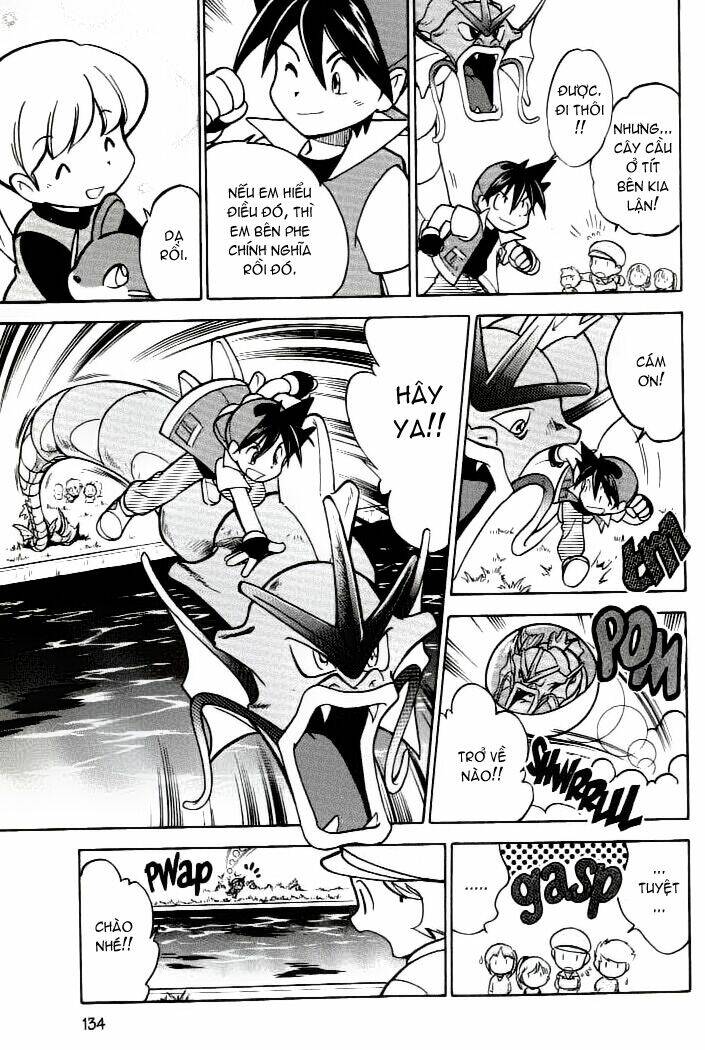 NHƯNG...
CÂY CẦU
Ở TÍT
BÊN KIA
LẬN!
ĐƯỢC.
ĐI THÔI
!!
NẾU EM HIỂU
ĐIỀU ĐÓ, THÌ
EM BÊN PHE
CHÍNH NGHĨA
RỒI ĐÓ.
DẠ
RỒI.
CÁM
ƠN!
HÂY
YA!!
POM
TRỞ VỀ
NÀO!!
...
TUYỆT
...
gasp
.....
PWAP
CHÀO
NHÉ!!
134